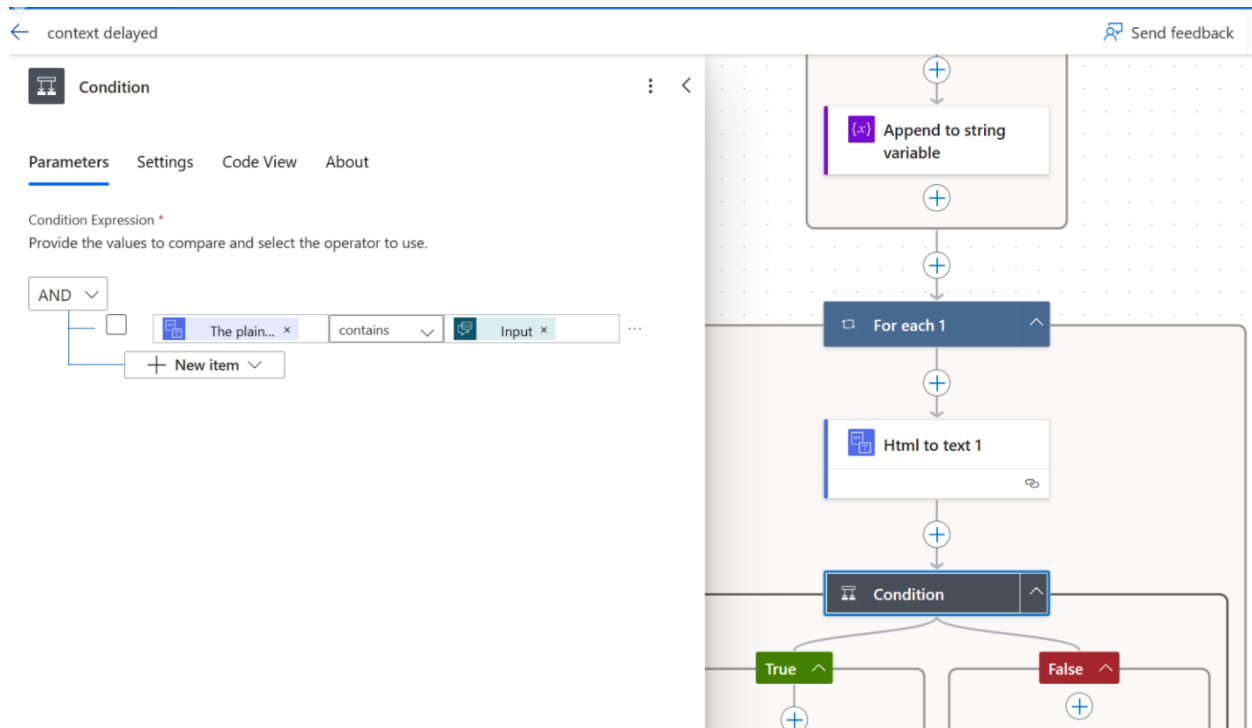 context delayed
Send feedback
Condition
Parameters Settings Code View About
Condition Expression *
Provide the values to compare and select the operator to use.
AND
The plain... × contains Input × ...
New item
{x} Append to string
variable
For each 1
Html to text 1
Condition
True
False